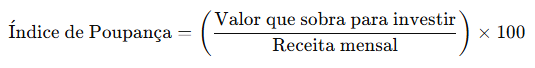 Índice de Poupança = (Valor que sobra para investir / Receita mensal) × 100